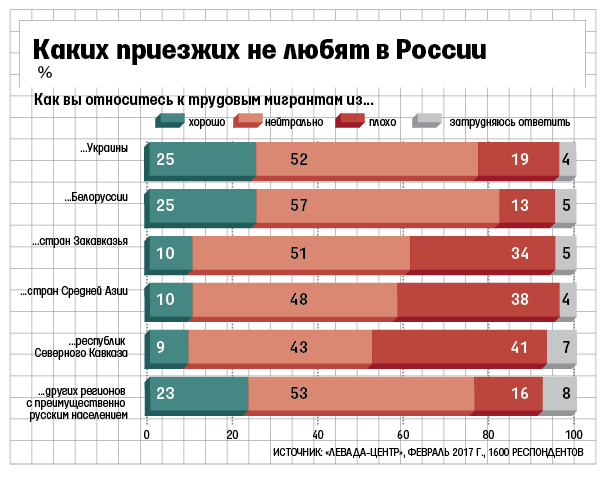 Каких приезжих не любят в России
%
Как вы относитесь к трудовым мигрантам из...
хорошо нейтрально плохо затрудняюсь ответить
...Украины 25 52 19 4
...Белоруссии 25 57 13 5
...стран Закавказья 10 51 34 5
...стран Средней Азии 10 48 38 4
...республик
Северного Кавказа 9 43 41 7
...других регионов
с преимущественно
русским населением 23 53 16 8
0 20 40 60 80 100
ИСТОЧНИК: «ЛЕВАДА-ЦЕНТР», ФЕВРАЛЬ 2017 Г., 1600 РЕСПОНДЕНТОВ